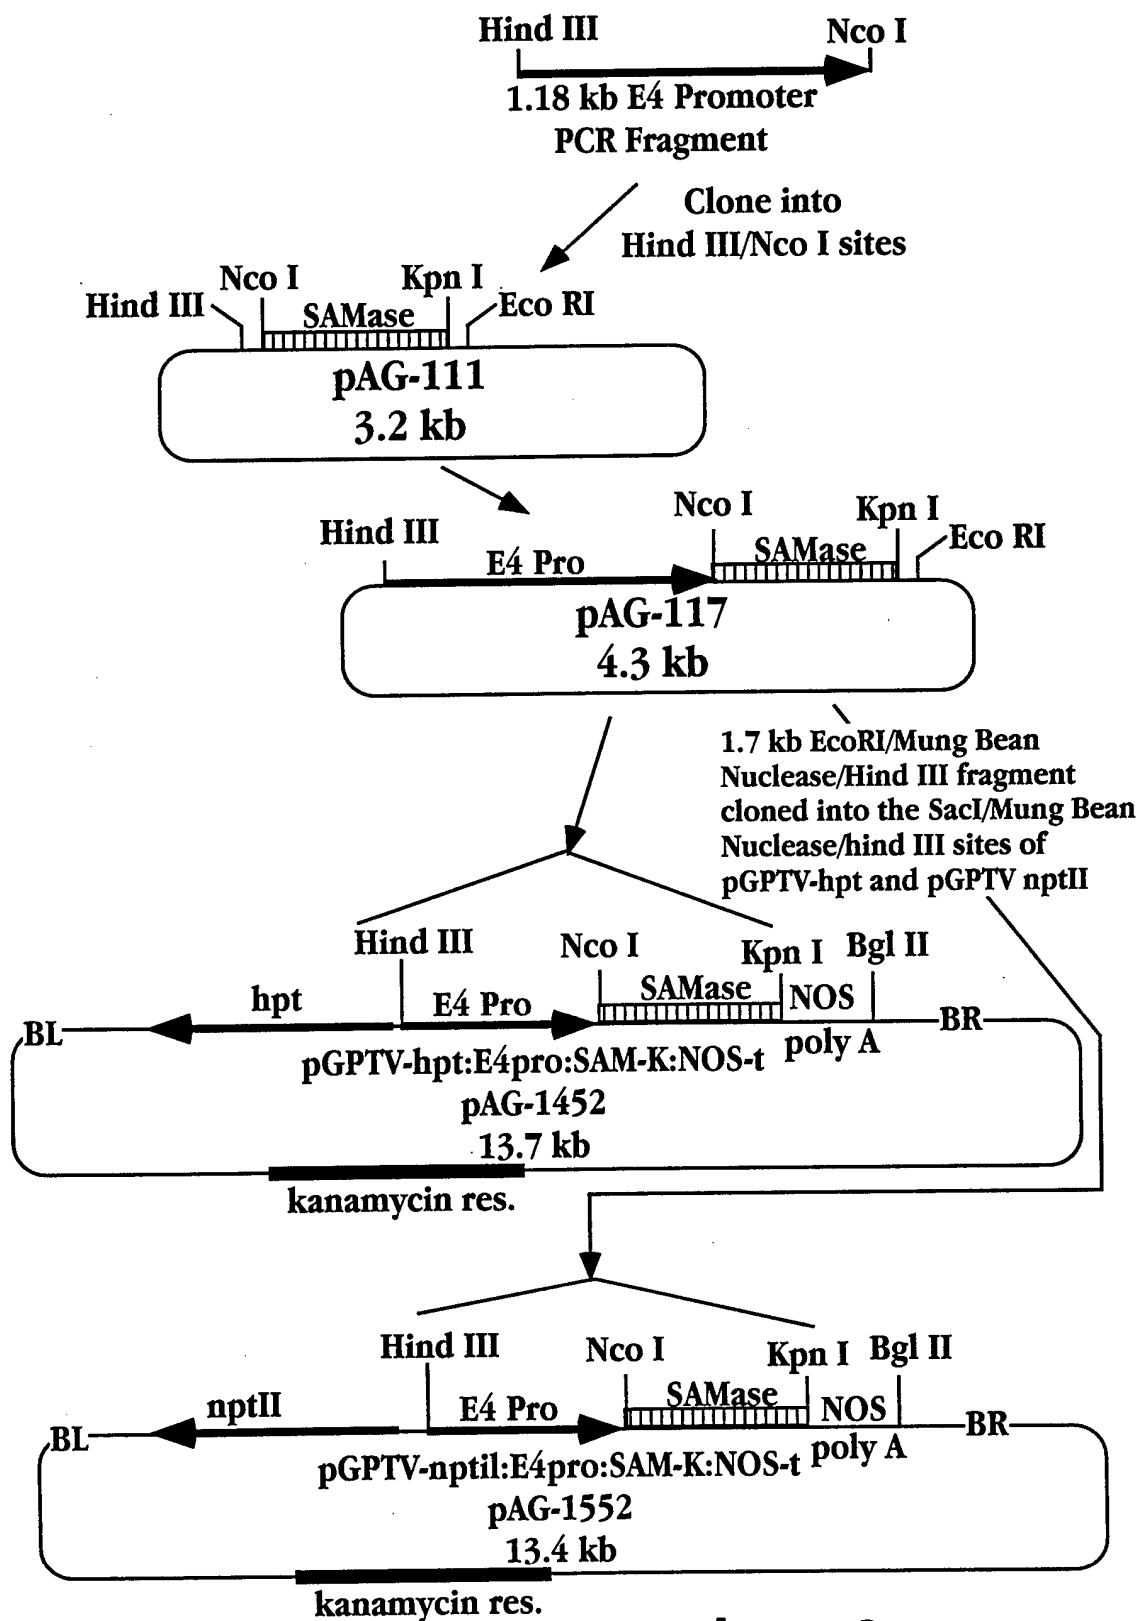 Hind III
Nco I
1.18 kb E4 Promoter
PCR Fragment
Clone into
Hind III/Nco I sites
Hind III
Nco I
Kpn I
Eco RI
SAMase
pAG-111
3.2 kb
Hind III
Nco I
Kpn I
Eco RI
E4 Pro
SAMase
pAG-117
4.3 kb
1.7 kb EcoRI/Mung Bean
Nuclease/Hind III fragment
cloned into the SacI/Mung Bean
Nuclease/hind III sites of
pGPTV-hpt and pGPTV nptII
Hind III
Nco I
Kpn I
Bgl II
hpt
E4 Pro
SAMase
NOS
BL
BR
poly A
pGPTV-hpt:E4pro:SAM-K:NOS-t
pAG-1452
13.7 kb
kanamycin res.
Hind III
Nco I
Kpn I
Bgl II
nptII
E4 Pro
SAMase
NOS
BL
BR
poly A
pGPTV-nptil:E4pro:SAM-K:NOS-t
pAG-1552
13.4 kb
kanamycin res.